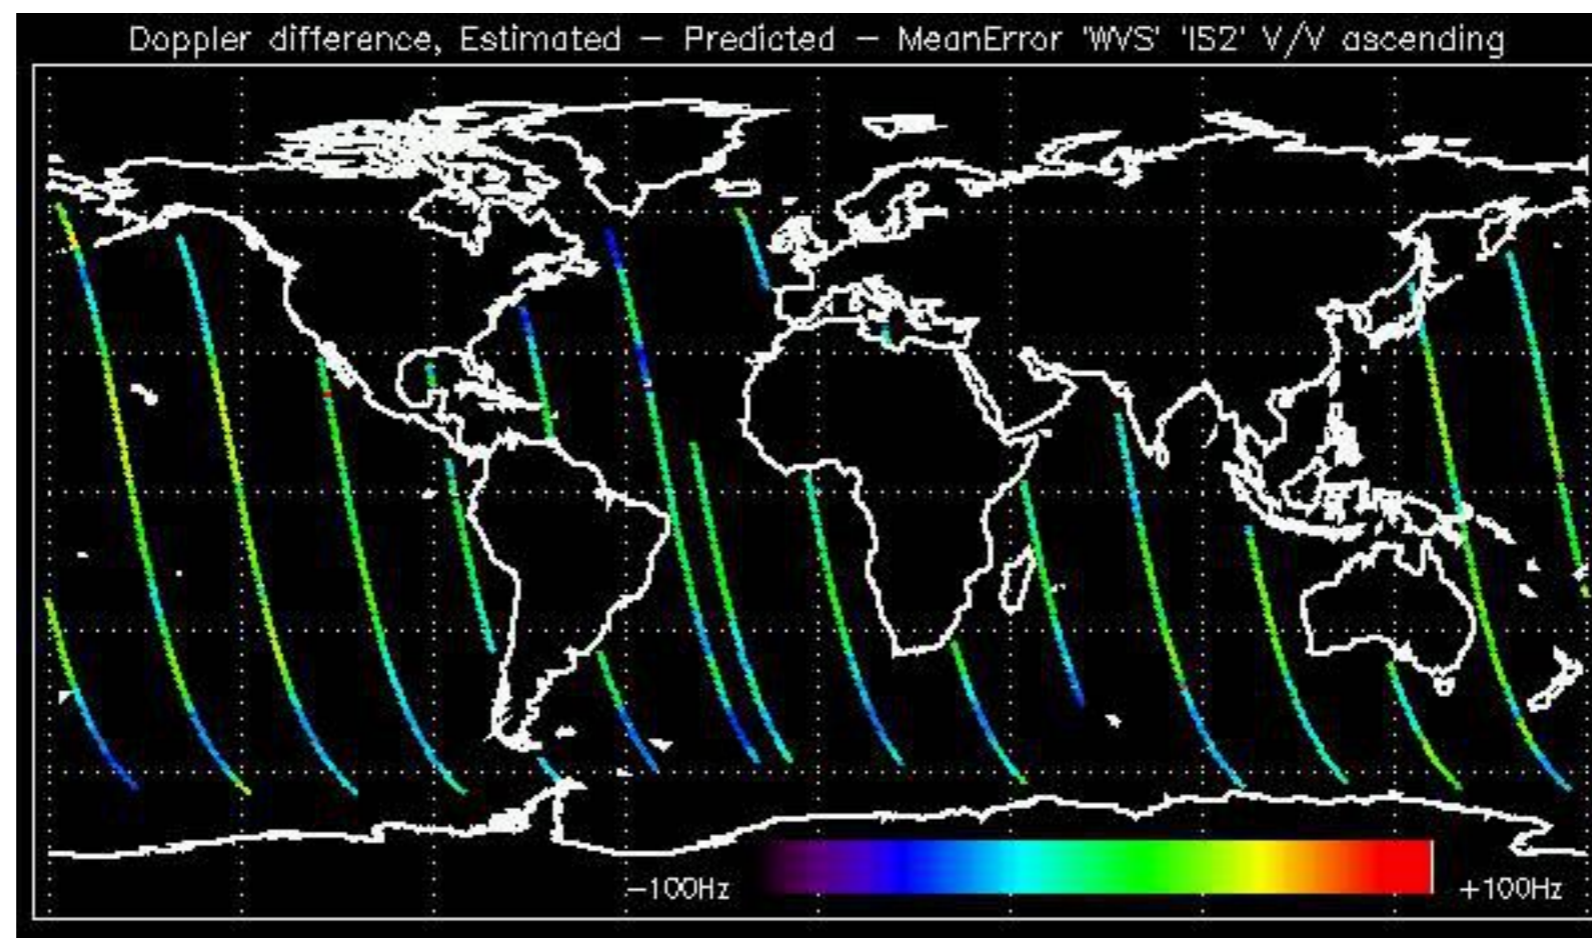 Doppler difference, Estimated - Predicted - MeanError 'WVS' 'IS2' V/V ascending
-100Hz
+100Hz